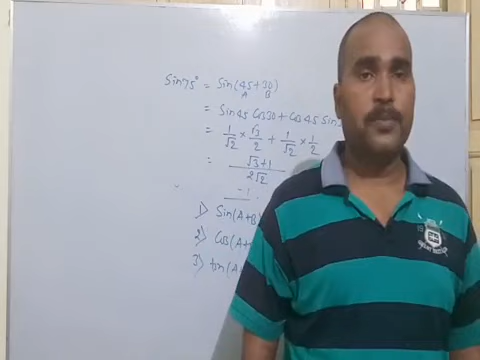 Sin75° = Sin(45+30)
A B
= Sin45 Cos30 + Cos45 Sin
= 1/√2 × √3/2 + 1/√2 × 1/2
= √3+1/2√2
1) Sin(A+B)
2) Cos(A+
3) tan(A